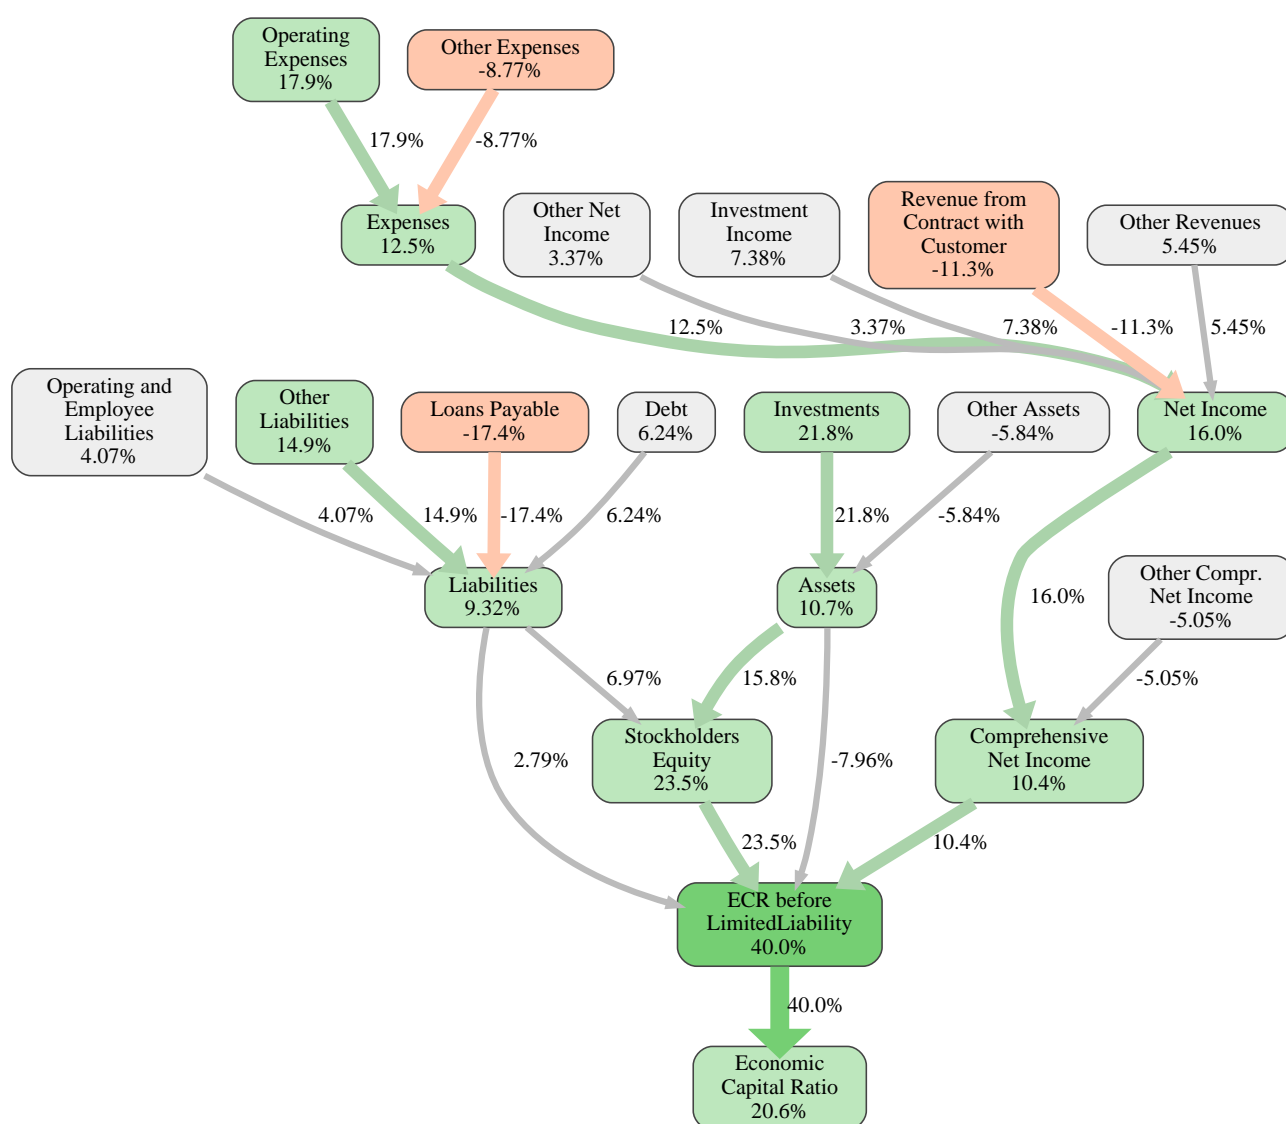 Operating
Expenses
17.9%
Other Expenses
-8.77%
17.9%
-8.77%
Expenses
12.5%
Other Net
Income
3.37%
Investment
Income
7.38%
Revenue from
Contract with
Customer
-11.3%
Other Revenues
5.45%
12.5%
3.37%
7.38%
-11.3%
5.45%
Operating and
Employee
Liabilities
4.07%
Other
Liabilities
14.9%
Loans Payable
-17.4%
Debt
6.24%
Investments
21.8%
Other Assets
-5.84%
Net Income
16.0%
4.07%
14.9%
-17.4%
6.24%
21.8%
-5.84%
Liabilities
9.32%
Assets
10.7%
16.0%
Other Compr.
Net Income
-5.05%
6.97%
15.8%
-5.05%
Stockholders
Equity
23.5%
Comprehensive
Net Income
10.4%
2.79%
-7.96%
23.5%
10.4%
ECR before
LimitedLiability
40.0%
40.0%
Economic
Capital Ratio
20.6%